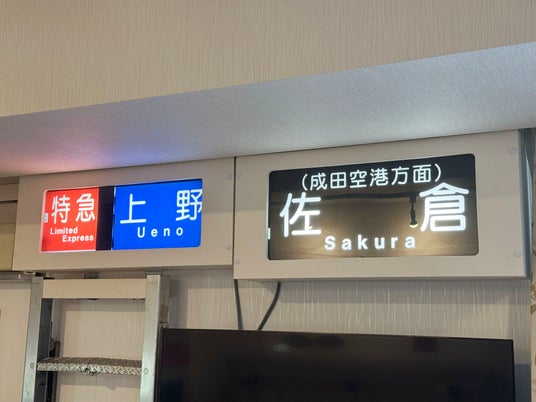 特急
Limited
Express
上野
Ueno
(成田空港方面)
佐倉
Sakura